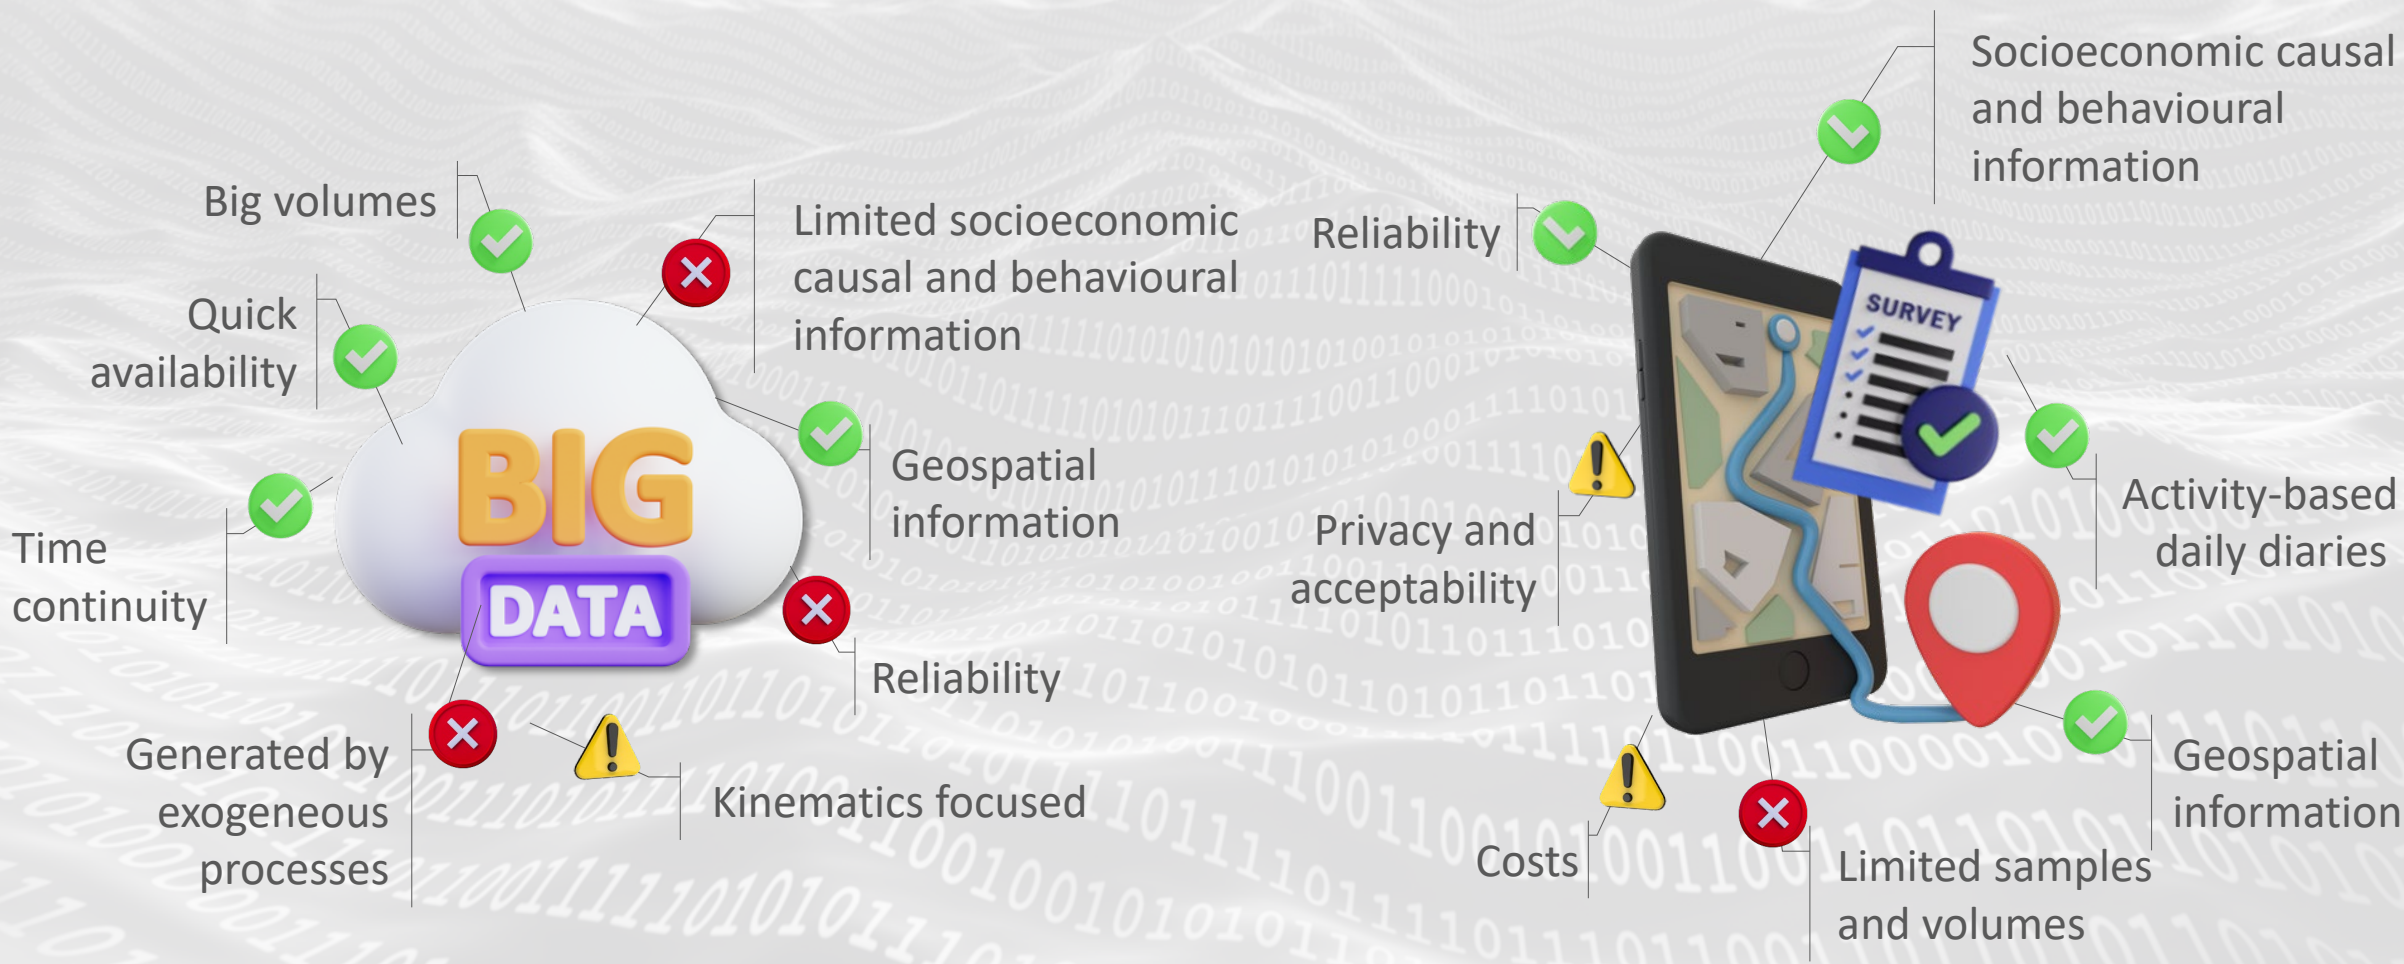 Big volumes
Quick
availability
Time
continuity
Generated by
exogeneous
processes
BIG
DATA
Limited socioeconomic
causal and behavioural
information
Geospatial
information
Reliability
Kinematics focused
Socioeconomic causal
and behavioural
information
Reliability
SURVEY
Privacy and
acceptability
Activity-based
daily diaries
Geospatial
information
Costs
Limited samples
and volumes